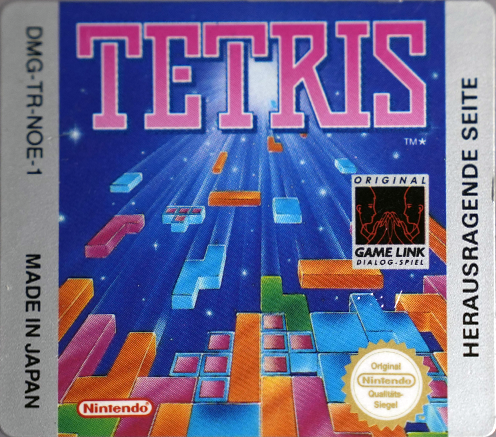 TETRIS
TM*
DMG-TR-NOE-1
MADE IN JAPAN
ORIGINAL
GAME LINK
DIALOG-SPIEL
HERAUSRAGENDE SEITE
Nintendo
Original
Nintendo
Qualitäts-
Siegel